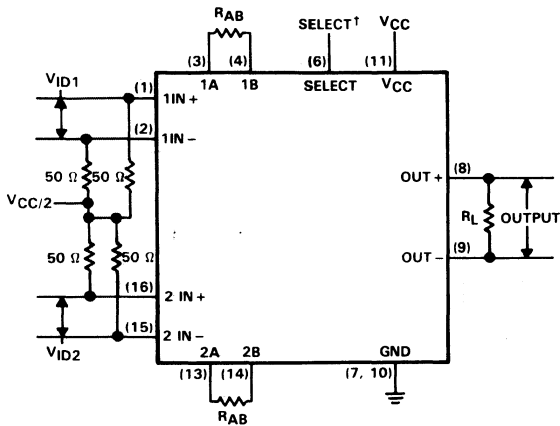 RAB
SELECT†
VCC
(3)
(4)
(6)
(11)
1A
1B
SELECT
VCC
VID1
(1)
1IN +
(2)
1IN −
50 Ω
50 Ω
VCC/2
50 Ω
50 Ω
(16)
2 IN +
(15)
2 IN −
VID2
(8)
OUT +
RL
OUTPUT
(9)
OUT −
2A
2B
GND
(13)
(14)
(7, 10)
RAB